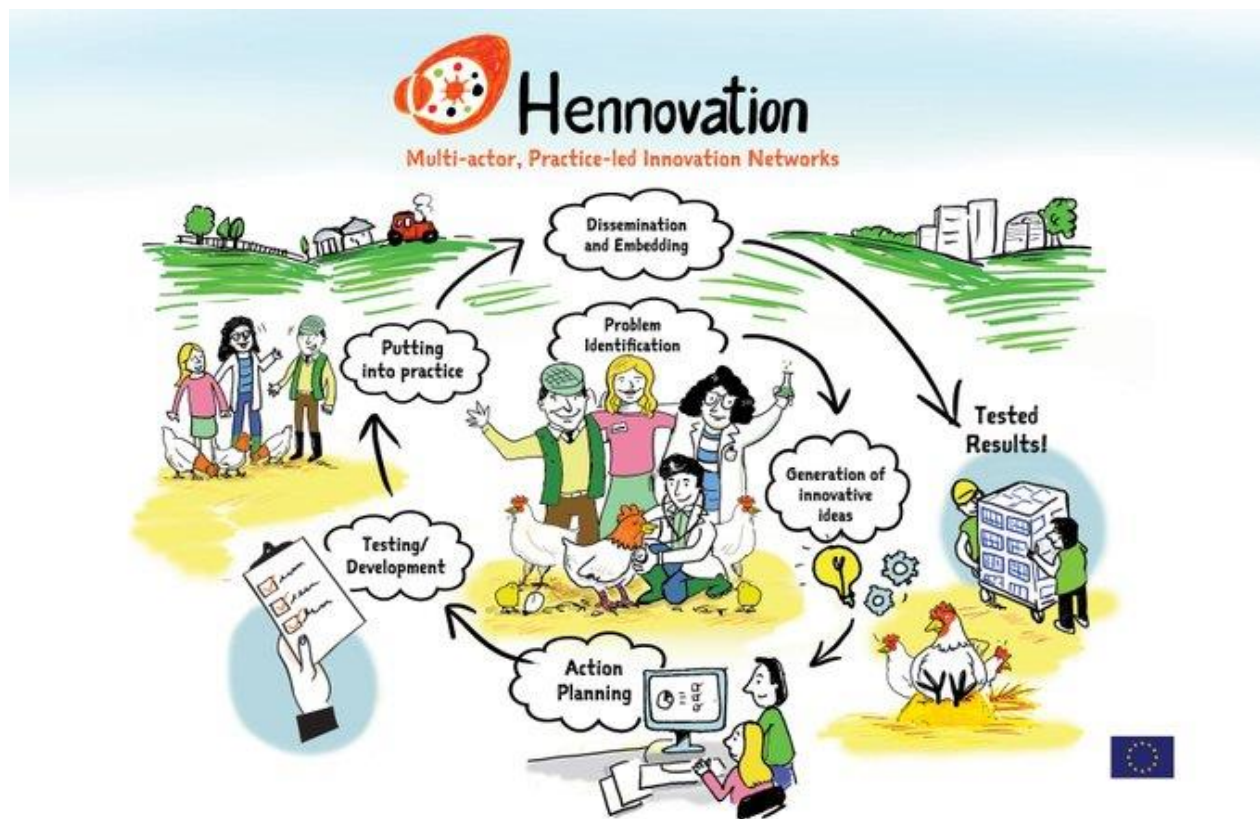 Hennovation
Multi-actor, Practice-led Innovation Networks
Dissemination
and Embedding
Problem
Identification
Putting
into practice
Tested
Results!
Generation of
innovative
ideas
Testing/
Development
Action
Planning